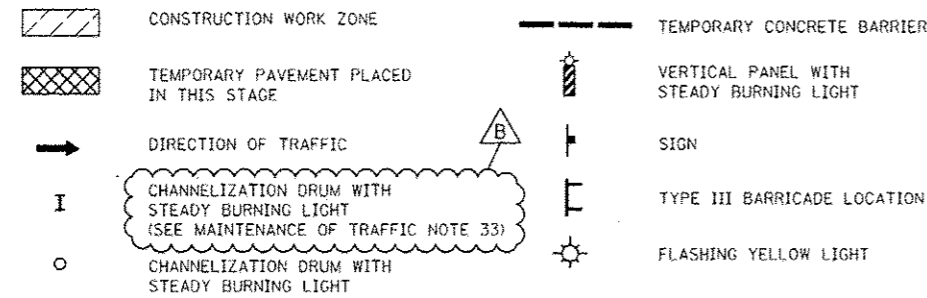 CONSTRUCTION WORK ZONE
TEMPORARY PAVEMENT PLACED
IN THIS STAGE
DIRECTION OF TRAFFIC
B
CHANNELIZATION DRUM WITH
STEADY BURNING LIGHT
(SEE MAINTENANCE OF TRAFFIC NOTE 33)
CHANNELIZATION DRUM WITH
STEADY BURNING LIGHT
TEMPORARY CONCRETE BARRIER
VERTICAL PANEL WITH
STEADY BURNING LIGHT
SIGN
TYPE III BARRICADE LOCATION
FLASHING YELLOW LIGHT